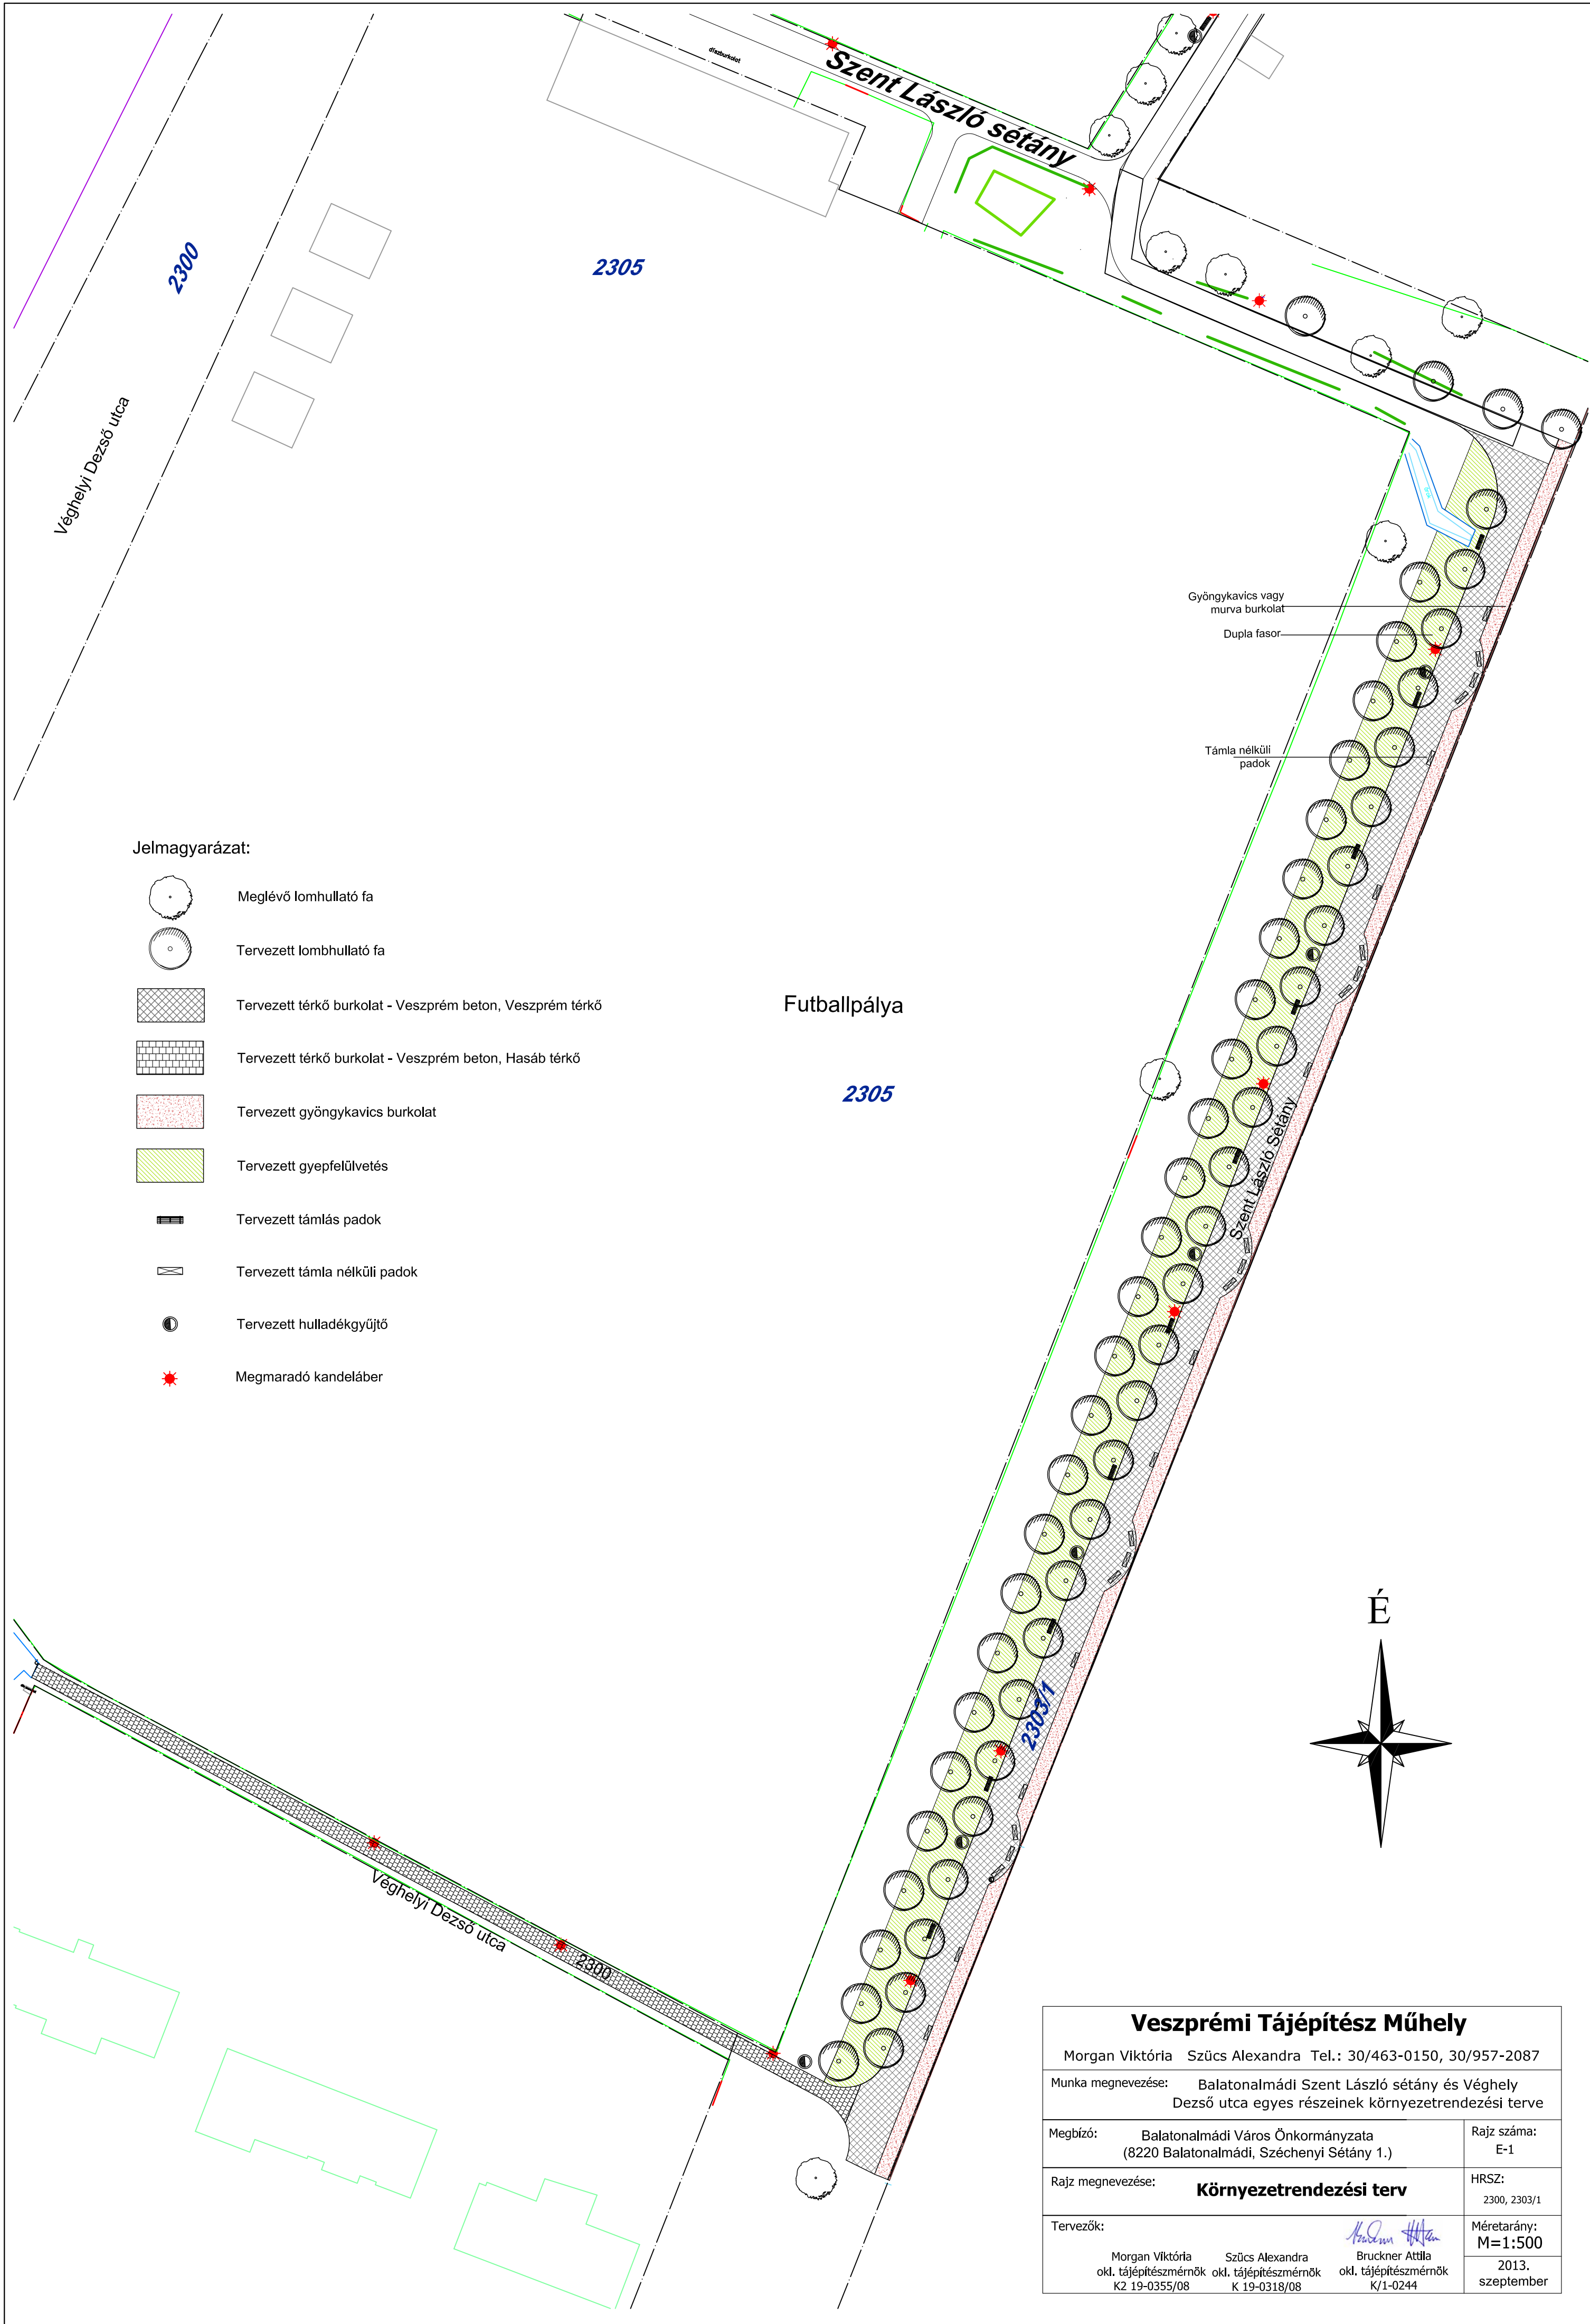 díszburkolat
Szent László sétány
2300
2305
Véghelyi Dezső utca
Gyöngykavics vagy
murva burkolat
Dupla fasor
Támla nélküli
padok
Jelmagyarázat:
Meglévő lomhullató fa
Tervezett lombhullató fa
Tervezett térkő burkolat - Veszprém beton, Veszprém térkő
Tervezett térkő burkolat - Veszprém beton, Hasáb térkő
Tervezett gyöngykavics burkolat
Tervezett gyepfelülvetés
Tervezett támlás padok
Tervezett támla nélküli padok
Tervezett hulladékgyűjtő
Megmaradó kandeláber
Futballpálya
2305
Szent László Sétány
É
2303/1
Véghelyi Dezső utca
2300
Veszprémi Tájépítész Műhely
Morgan Viktória Szücs Alexandra Tel.: 30/463-0150, 30/957-2087
Munka megnevezése: Balatonalmádi Szent László sétány és Véghely
Dezső utca egyes részeinek környezetrendezési terve
Megbízó: Balatonalmádi Város Önkormányzata
(8220 Balatonalmádi, Széchenyi Sétány 1.)
Rajz száma:
E-1
Rajz megnevezése: Környezetrendezési terv
HRSZ:
2300, 2303/1
Tervezők:
Morgan Viktória
okl. tájépítészmérnök
K2 19-0355/08
Szücs Alexandra
okl. tájépítészmérnök
K 19-0318/08
Bruckner Attila
okl. tájépítészmérnök
K/1-0244
Méretarány:
M=1:500
2013.
szeptember